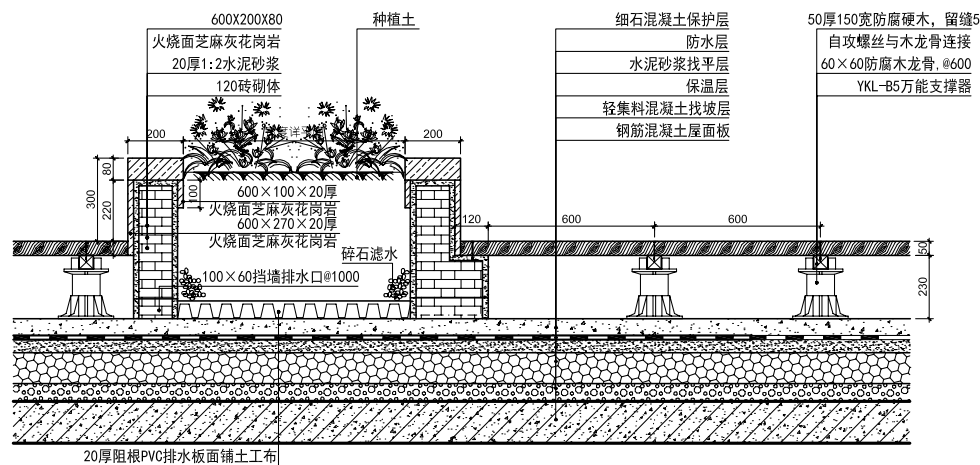 600X200X80
火烧面芝麻灰花岗岩
20厚1:2水泥砂浆
120砖砌体
种植土
细石混凝土保护层
防水层
水泥砂浆找平层
保温层
轻集料混凝土找坡层
钢筋混凝土屋面板
50厚150宽防腐硬木，留缝5
自攻螺丝与木龙骨连接
60×60防腐木龙骨,@600
YKL-B5万能支撑器
200
200
80
300
220
100
600×100×20厚
火烧面芝麻灰花岗岩
600×270×20厚
火烧面芝麻灰花岗岩
120
600
600
50
230
碎石滤水
100×60挡墙排水口@1000
20厚阻根PVC排水板面铺土工布